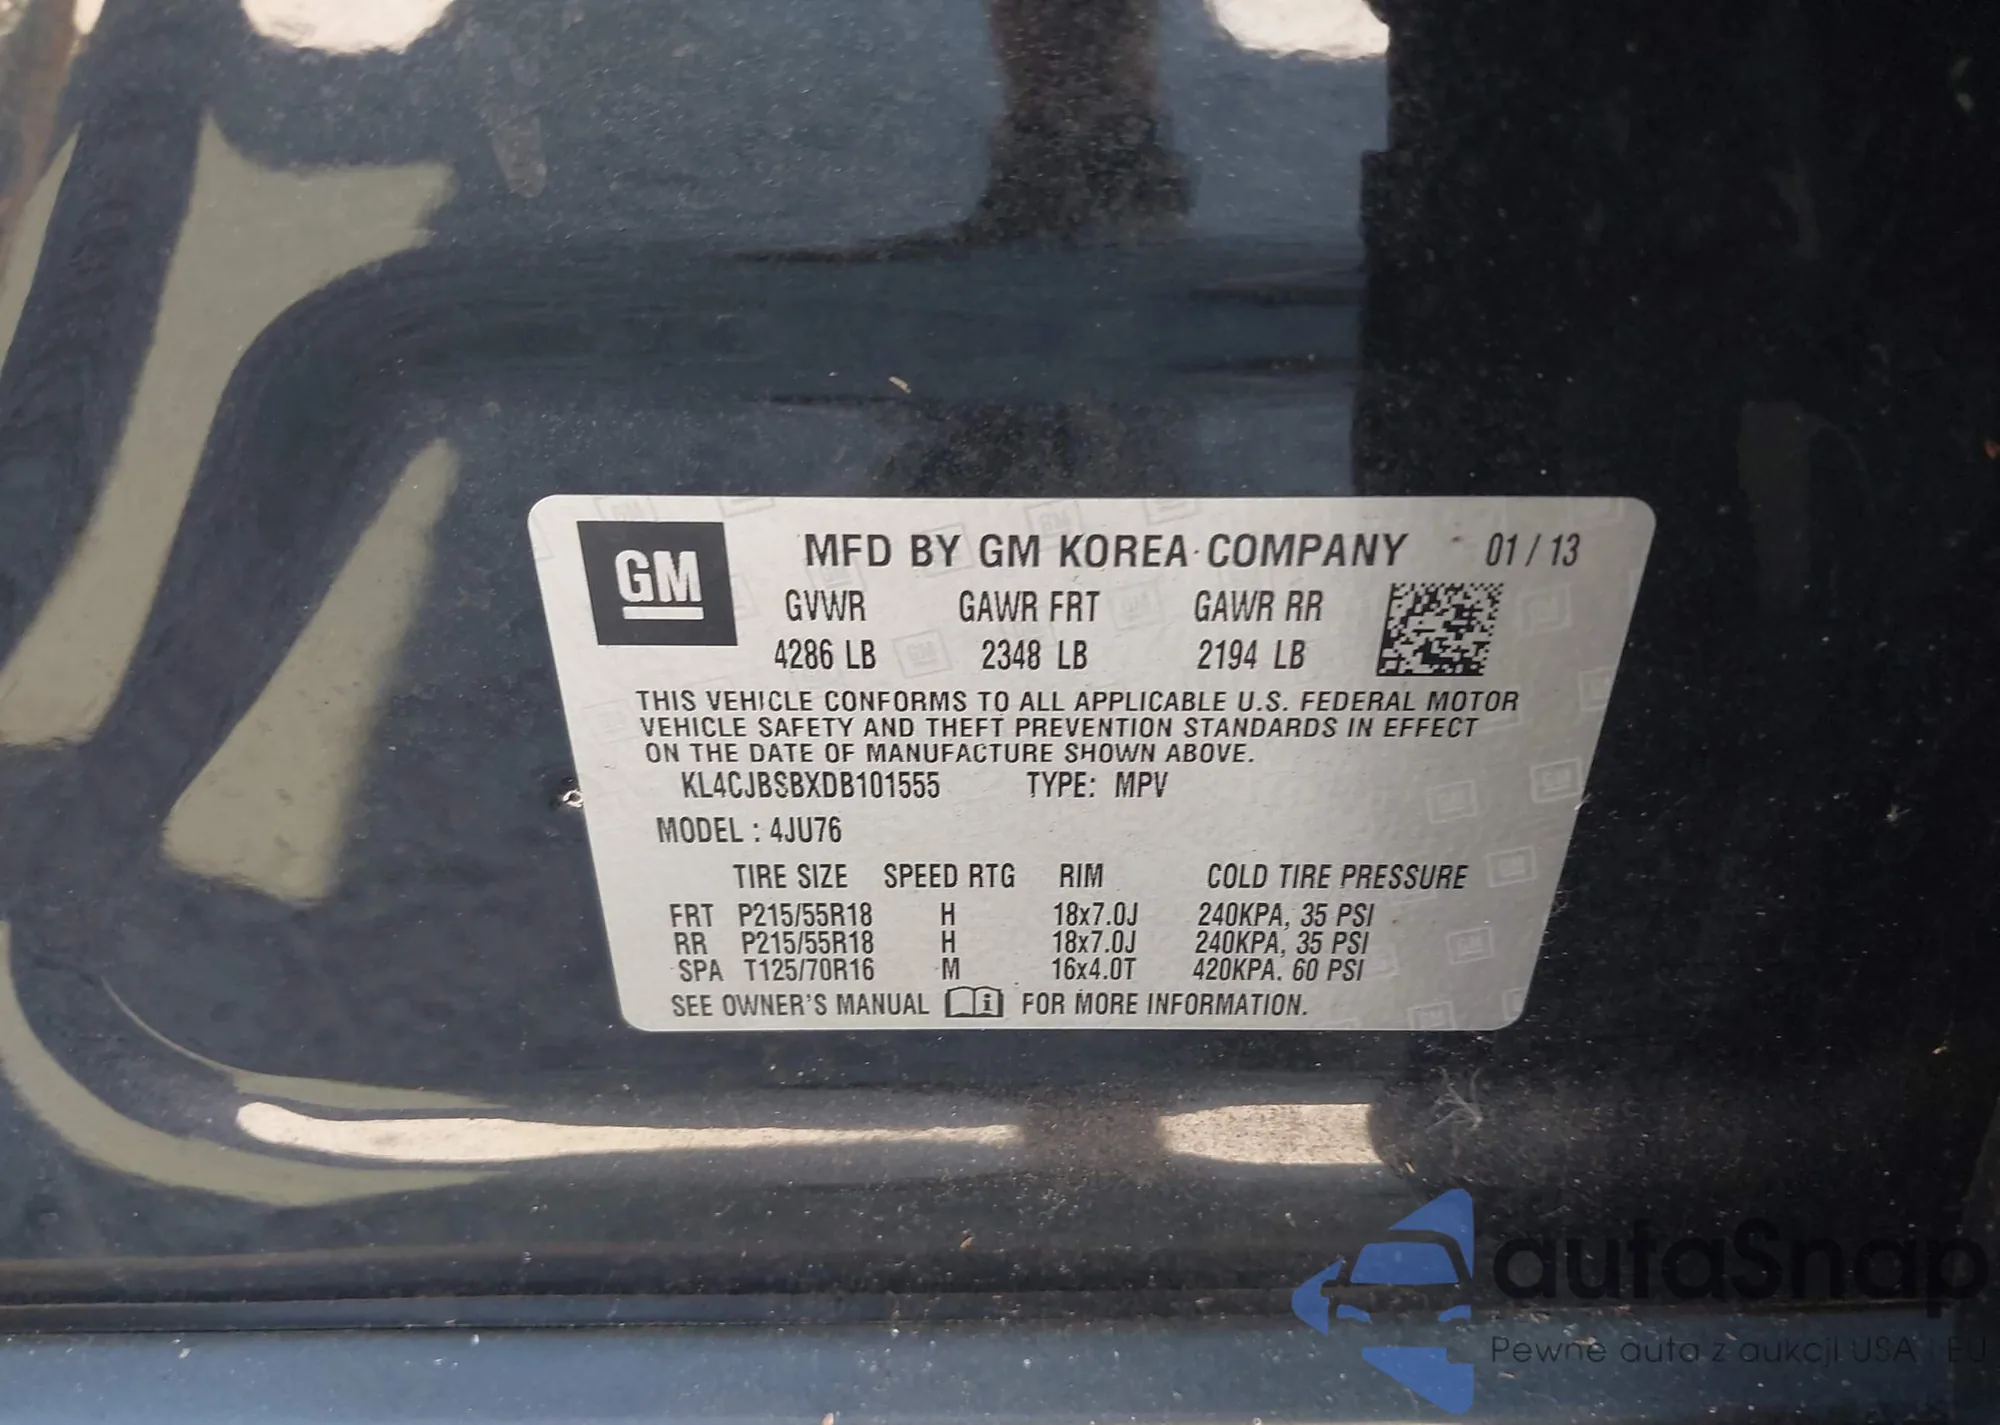 GM
MFD BY GM KOREA COMPANY 01 / 13
GVWR GAWR FRT GAWR RR
4286 LB 2348 LB 2194 LB
THIS VEHICLE CONFORMS TO ALL APPLICABLE U.S. FEDERAL MOTOR
VEHICLE SAFETY AND THEFT PREVENTION STANDARDS IN EFFECT
ON THE DATE OF MANUFACTURE SHOWN ABOVE.
KL4CJBSBXDB101555 TYPE: MPV
MODEL : 4JU76
TIRE SIZE SPEED RTG RIM COLD TIRE PRESSURE
FRT P215/55R18 H 18x7.0J 240KPA, 35 PSI
RR P215/55R18 H 18x7.0J 240KPA, 35 PSI
SPA T125/70R16 M 16x4.0T 420KPA. 60 PSI
SEE OWNER'S MANUAL i FOR MORE INFORMATION.
autaSnap
Pewne auta z aukcji USA i EU